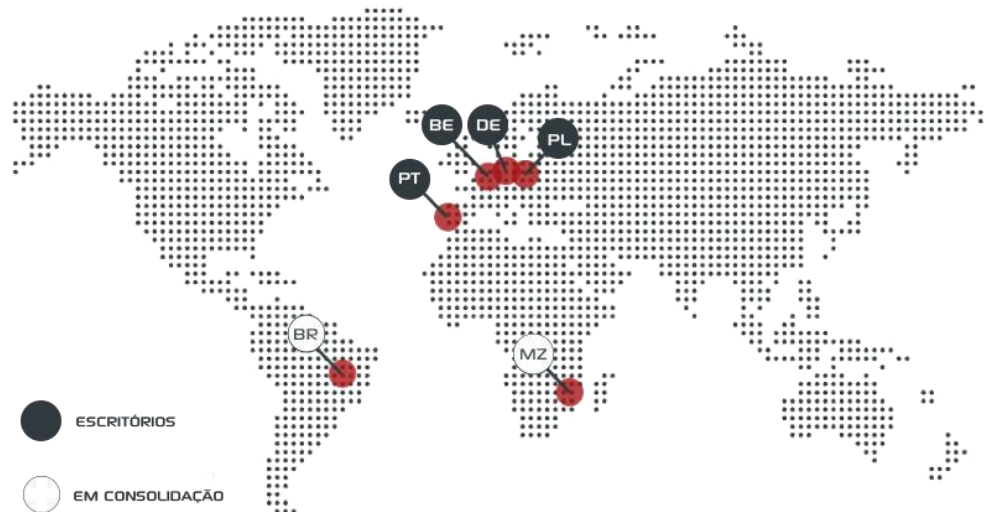 BE
DE
PL
PT
BR
MZ
ESCRITÓRIOS
EM CONSOLIDAÇÃO